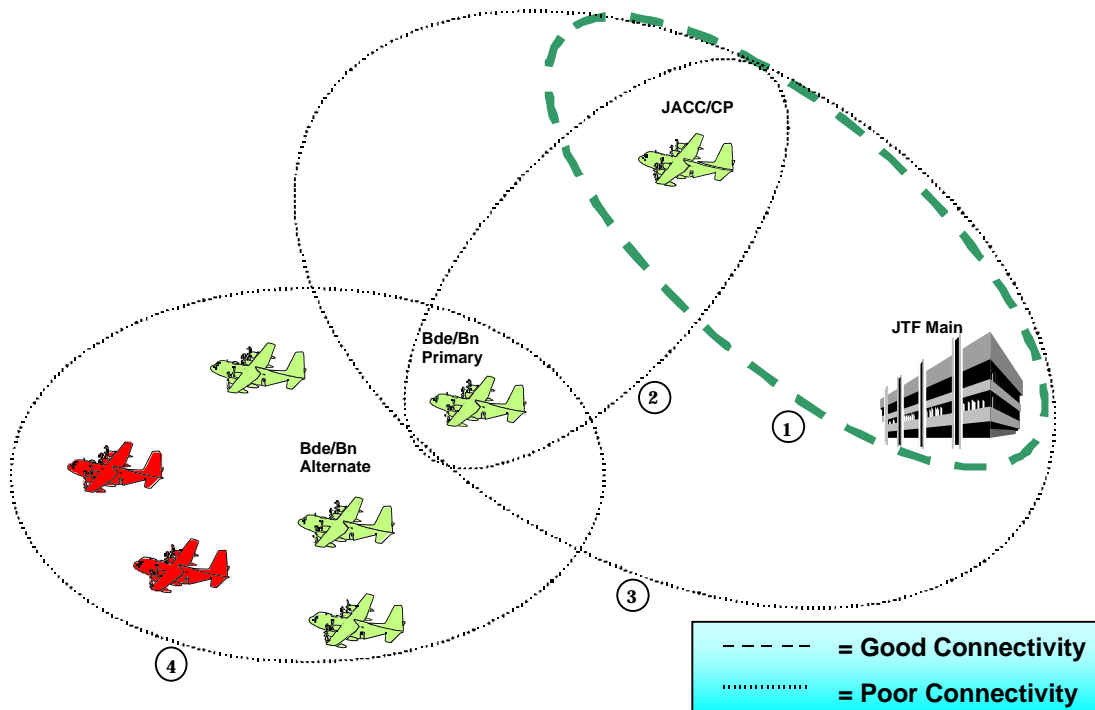 JACC/CP
JTF Main
Bde/Bn
Primary
2
1
Bde/Bn
Alternate
3
4
= Good Connectivity
= Poor Connectivity